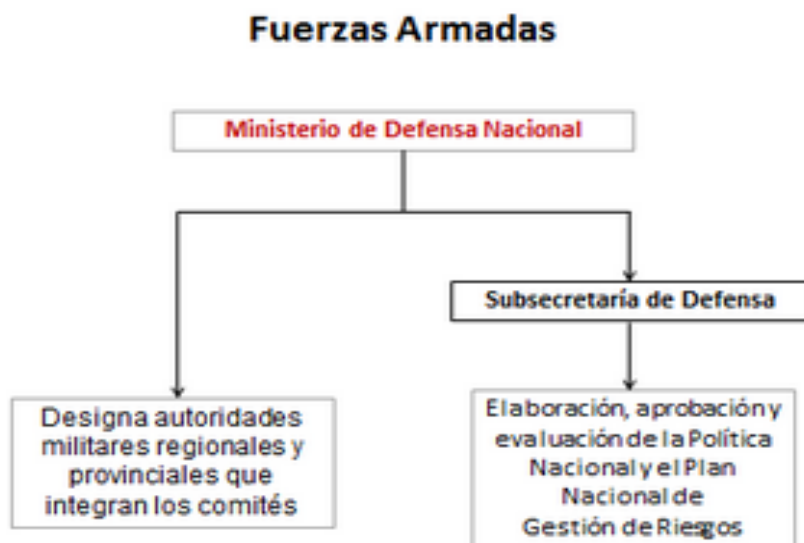 Fuerzas Armadas
Ministerio de Defensa Nacional
Subsecretaría de Defensa
Designa autoridades
militares regionales y
provinciales que
integran los comités
Elaboración, aprobación y
evaluación de la Política
Nacional y el Plan
Nacional de
Gestión de Riesgos